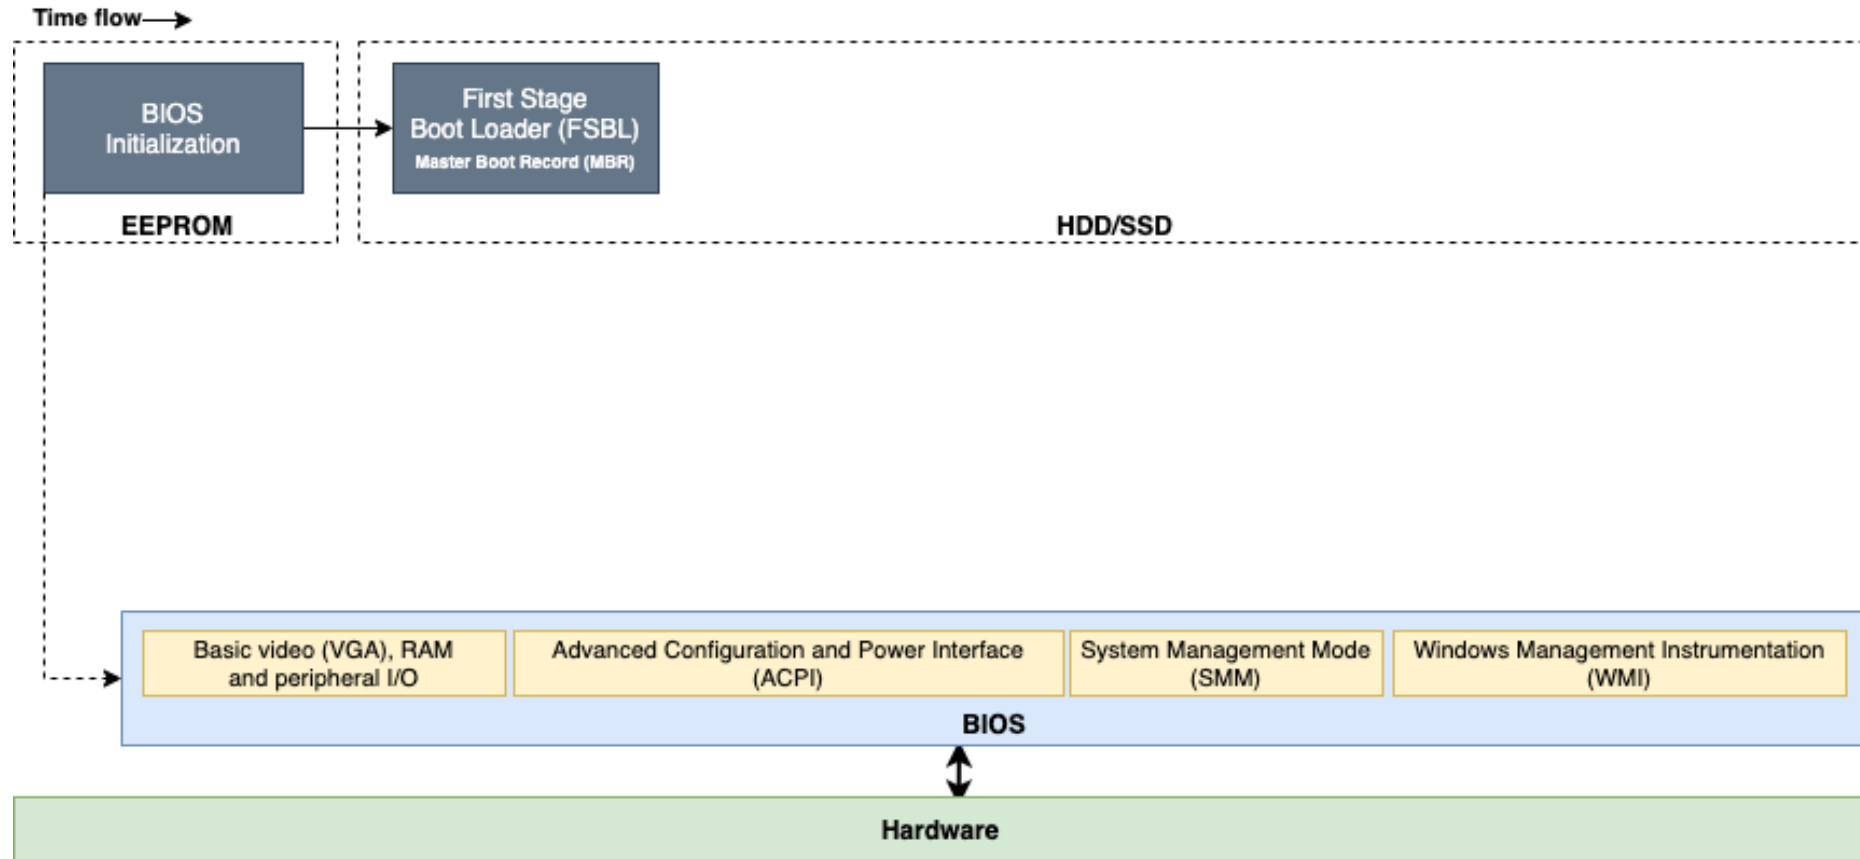 Time flow
BIOS
Initialization
EEPROM
First Stage
Boot Loader (FSBL)
Master Boot Record (MBR)
HDD/SSD
Basic video (VGA), RAM
and peripheral I/O
Advanced Configuration and Power Interface
(ACPI)
System Management Mode
(SMM)
Windows Management Instrumentation
(WMI)
BIOS
Hardware